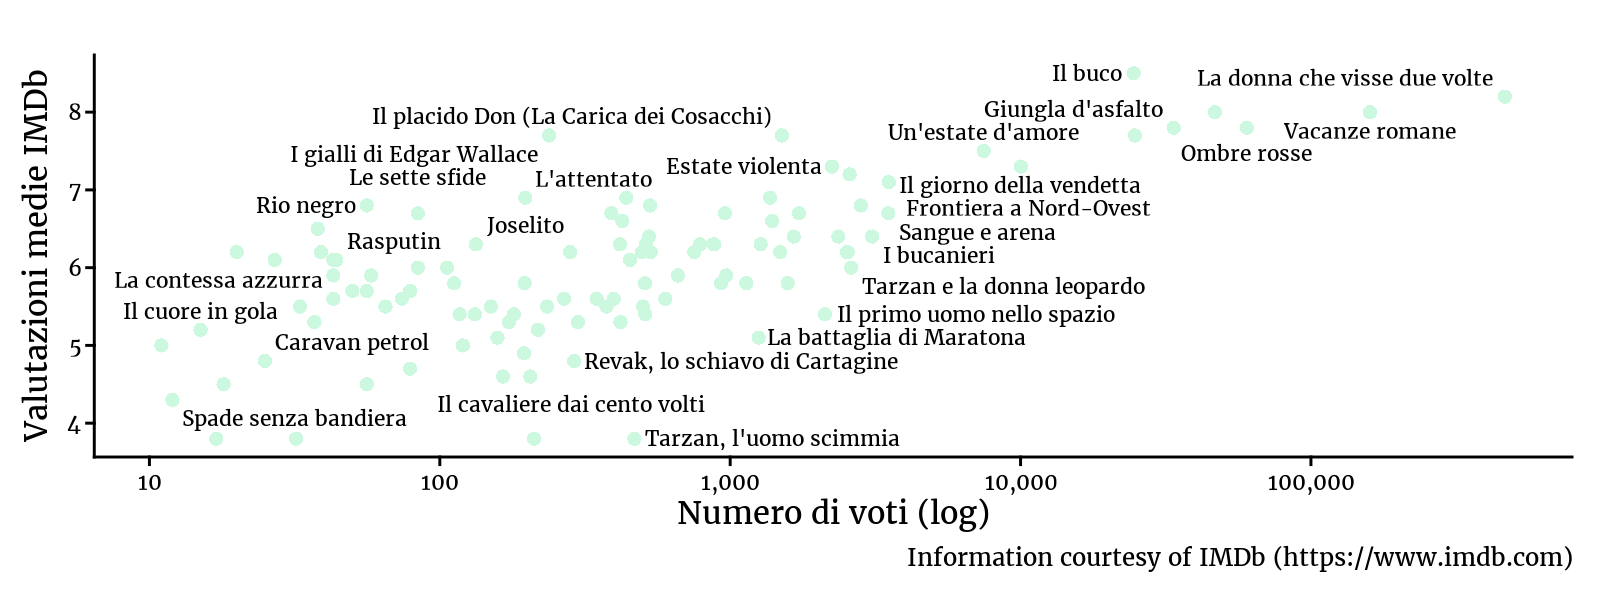 Il buco
La donna che visse due volte
Il placido Don (La Carica dei Cosacchi)
Giungla d'asfalto
Un'estate d'amore
Vacanze romane
I gialli di Edgar Wallace
Ombre rosse
Le sette sfide
L'attentato
Estate violenta
Il giorno della vendetta
Rio negro
Frontiera a Nord-Ovest
Joselito
Sangue e arena
Rasputin
I bucanieri
La contessa azzurra
Tarzan e la donna leopardo
Il cuore in gola
Il primo uomo nello spazio
Caravan petrol
La battaglia di Maratona
Revak, lo schiavo di Cartagine
Il cavaliere dai cento volti
Spade senza bandiera
Tarzan, l'uomo scimmia
Valutazioni medie IMDb
8
7
6
5
4
10
100
1,000
10,000
100,000
Numero di voti (log)
Information courtesy of IMDb (https://www.imdb.com)